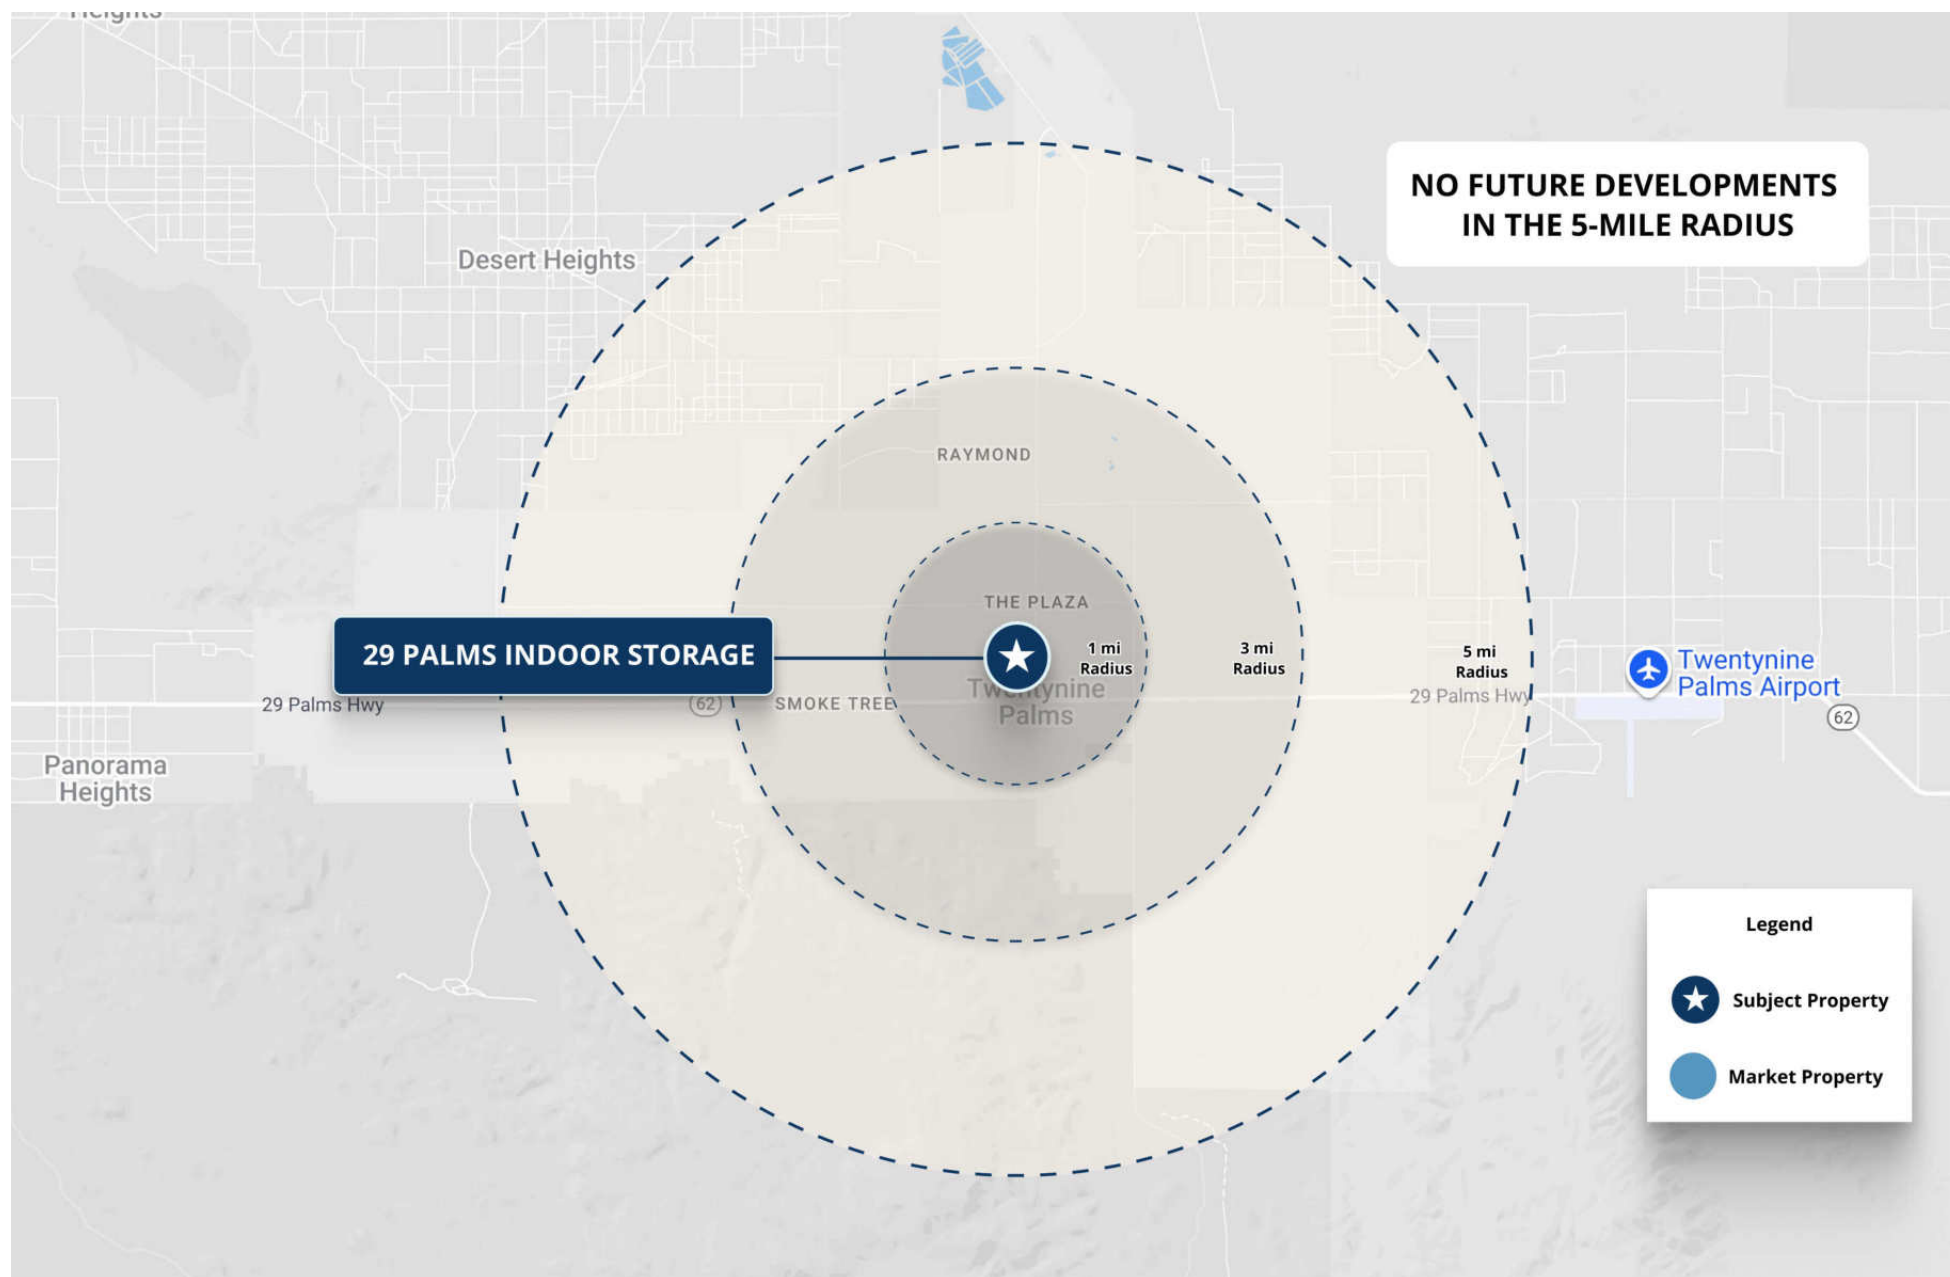 Heights
NO FUTURE DEVELOPMENTS
IN THE 5-MILE RADIUS
Desert Heights
RAYMOND
THE PLAZA
29 PALMS INDOOR STORAGE
1 mi
Radius
3 mi
Radius
5 mi
Radius
Twentynine
Palms Airport
Twentynine
Palms
29 Palms Hwy
62
SMOKE TREE
29 Palms Hwy
62
Panorama
Heights
Legend
Subject Property
Market Property